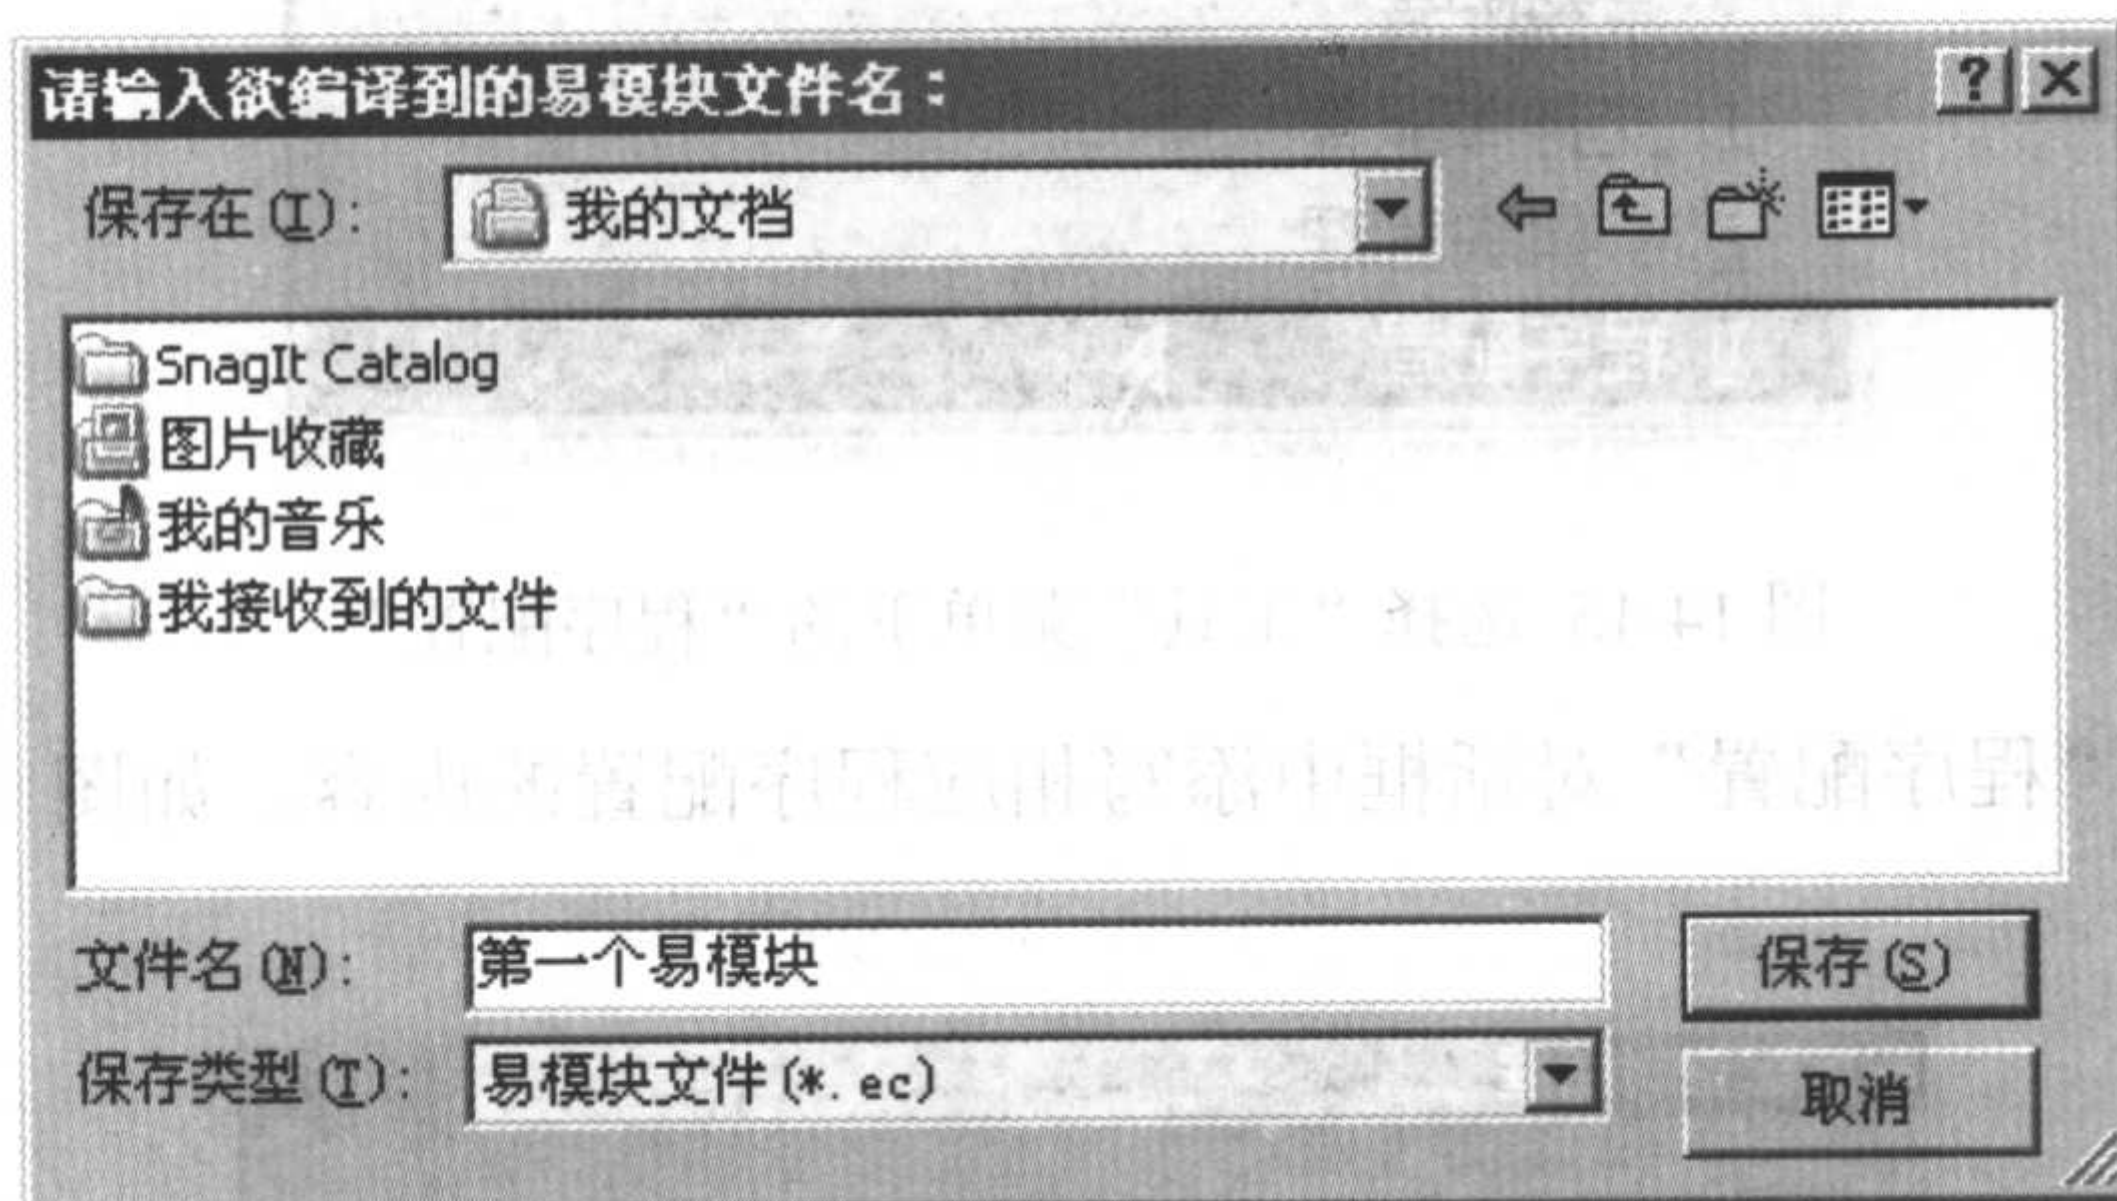 请输入欲编译到的易模块文件名：
保存在(I)：
我的文档
SnagIt Catalog
图片收藏
我的音乐
我接收到的文件
文件名(N)：
第一个易模块
保存(S)
保存类型(T)：
易模块文件(*.ec)
取消